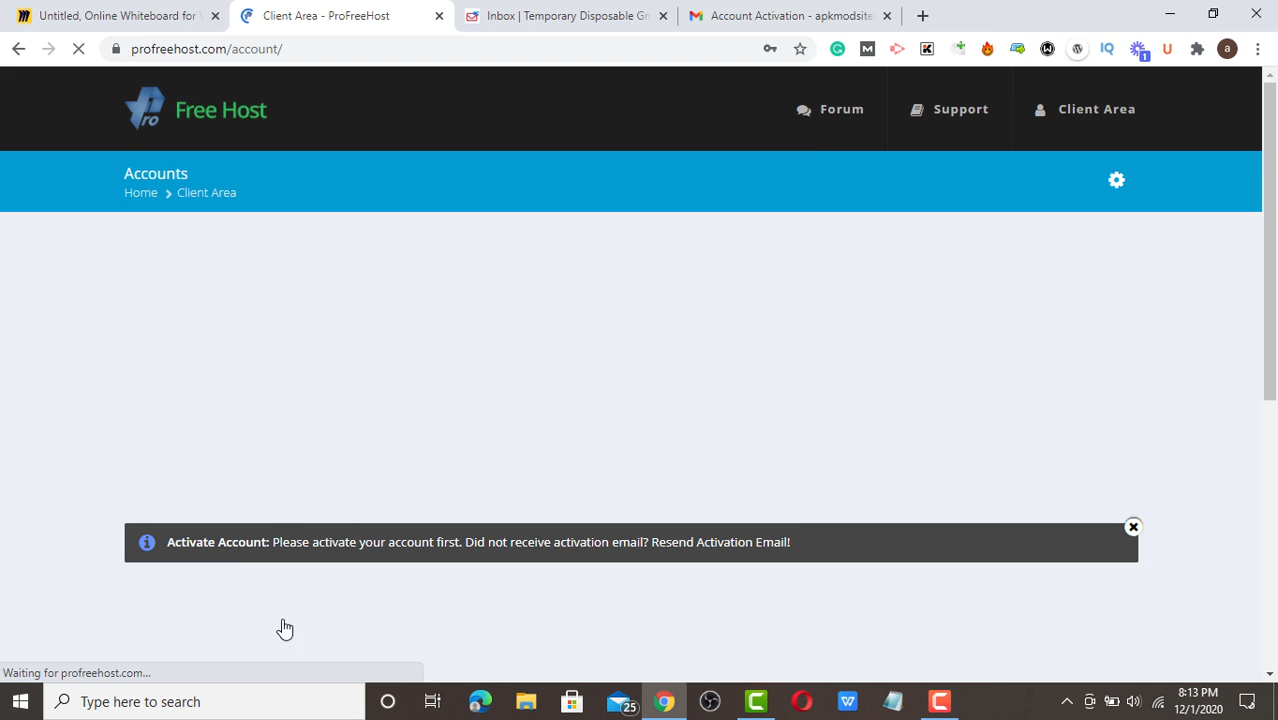 Untitled, Online Whiteboard for
Client Area - ProFreeHost
Inbox | Temporary Disposable Gm
Account Activation - apkmodsite
profreehost.com/account/
M
K
W
IQ
1
U
a
ro
Free Host
Forum
Support
Client Area
Accounts
Home
Client Area
Activate Account: Please activate your account first. Did not receive activation email? Resend Activation Email!
Waiting for profreehost.com...
Type here to search
25
8:13 PM
12/1/2020